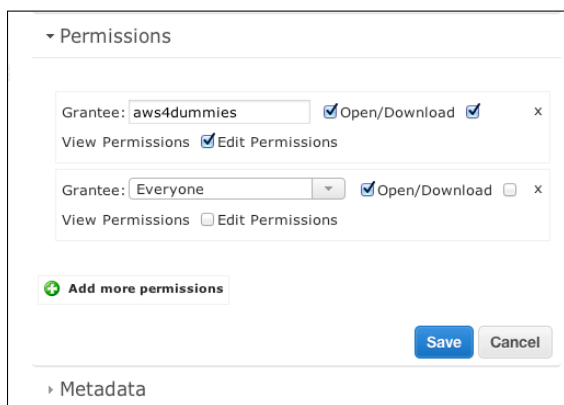 Permissions
Grantee: aws4dummies Open/Download x
View Permissions Edit Permissions
Grantee: Everyone Open/Download x
View Permissions Edit Permissions
Add more permissions
Save Cancel
Metadata